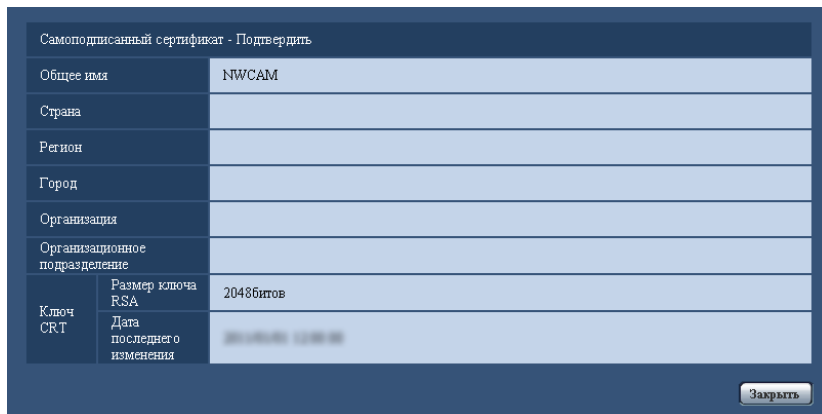 Самоподписанный сертификат - Подтвердить
Общее имя
NWCAM
Страна
Регион
Город
Организация
Организационное
подразделение
Ключ
CRT
Размер ключа
RSA
2048битов
Дата
последнего
изменения
Закрыть